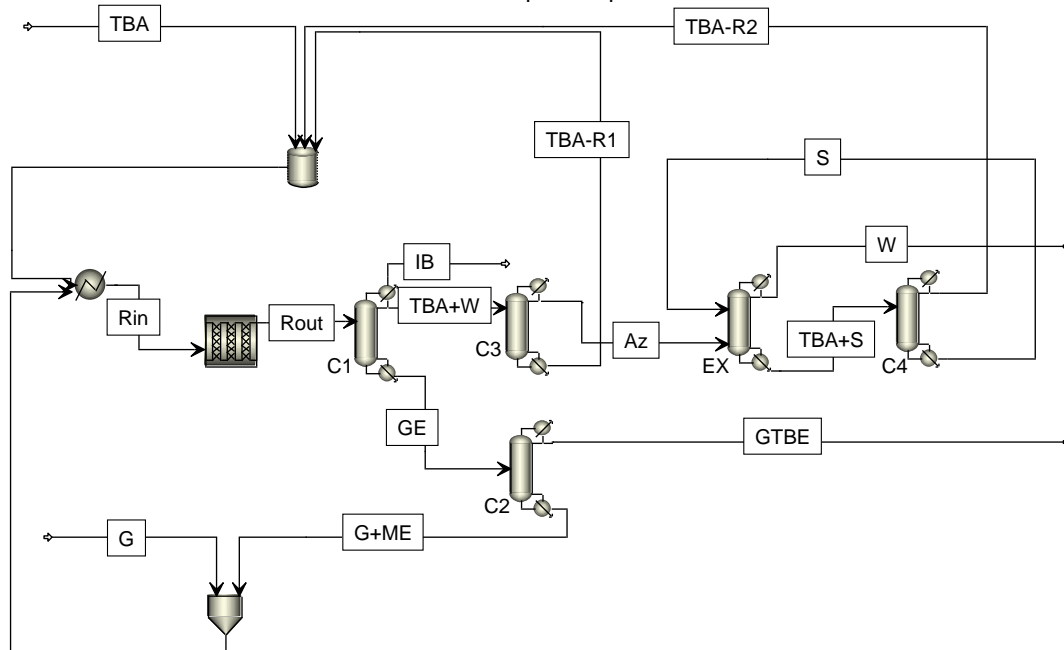 TBA
TBA-R2
TBA-R1
S
IB
W
Rin
Rout
TBA+W
C1
C3
Az
EX
TBA+S
C4
GE
GTBE
C2
G
G+ME